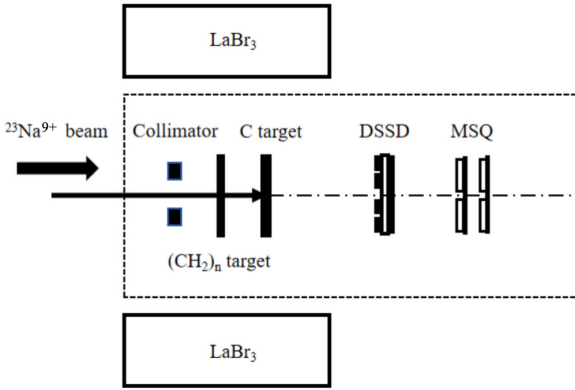 LaBr₃
²³Na⁹⁺ beam
Collimator
C target
DSSD
MSQ
(CH₂)ₙ target
LaBr₃